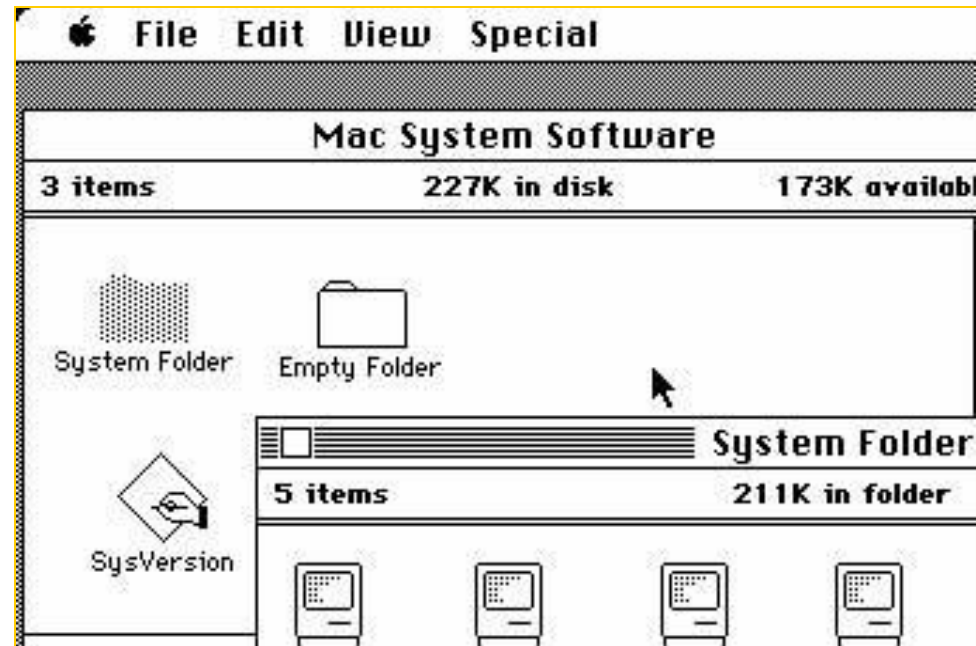 File Edit View Special
Mac System Software
3 items 227K in disk 173K availabl
System Folder Empty Folder
System Folder
5 items 211K in folder
SysVersion